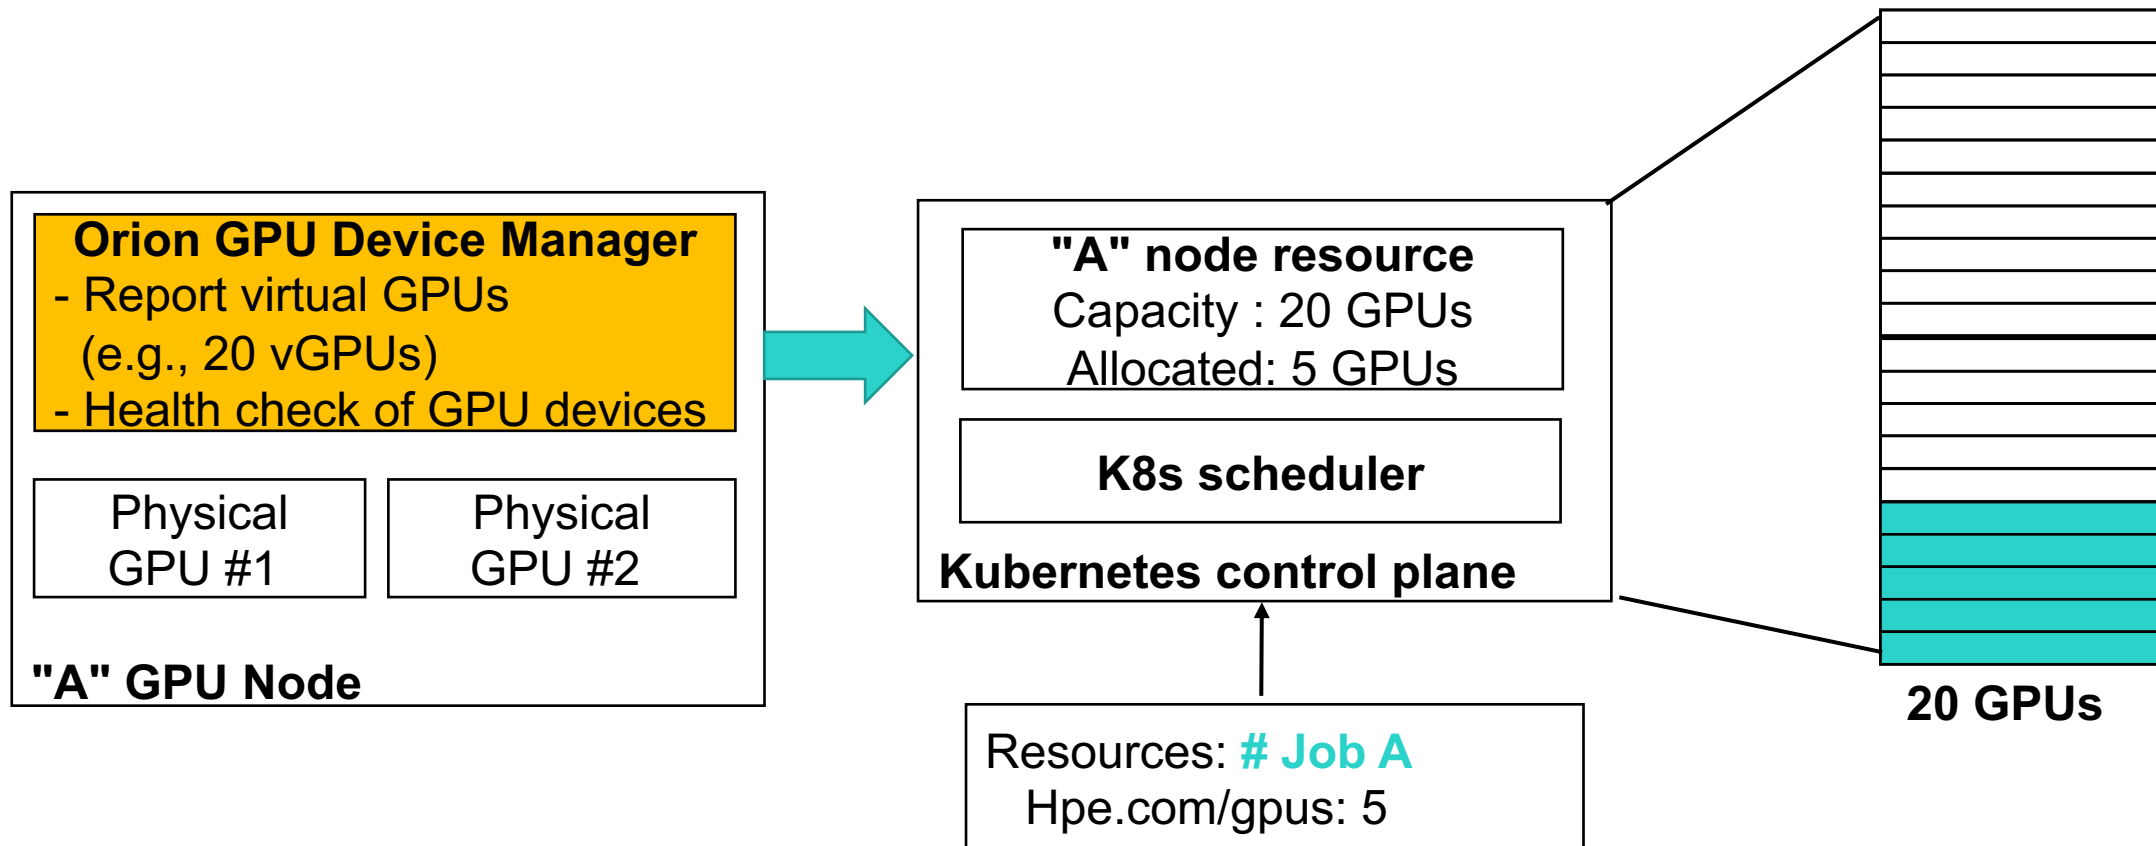 Orion GPU Device Manager
- Report virtual GPUs
(e.g., 20 vGPUs)
- Health check of GPU devices
Physical
GPU #1
Physical
GPU #2
"A" GPU Node
"A" node resource
Capacity : 20 GPUs
Allocated: 5 GPUs
K8s scheduler
Kubernetes control plane
Resources: # Job A
Hpe.com/gpus: 5
20 GPUs